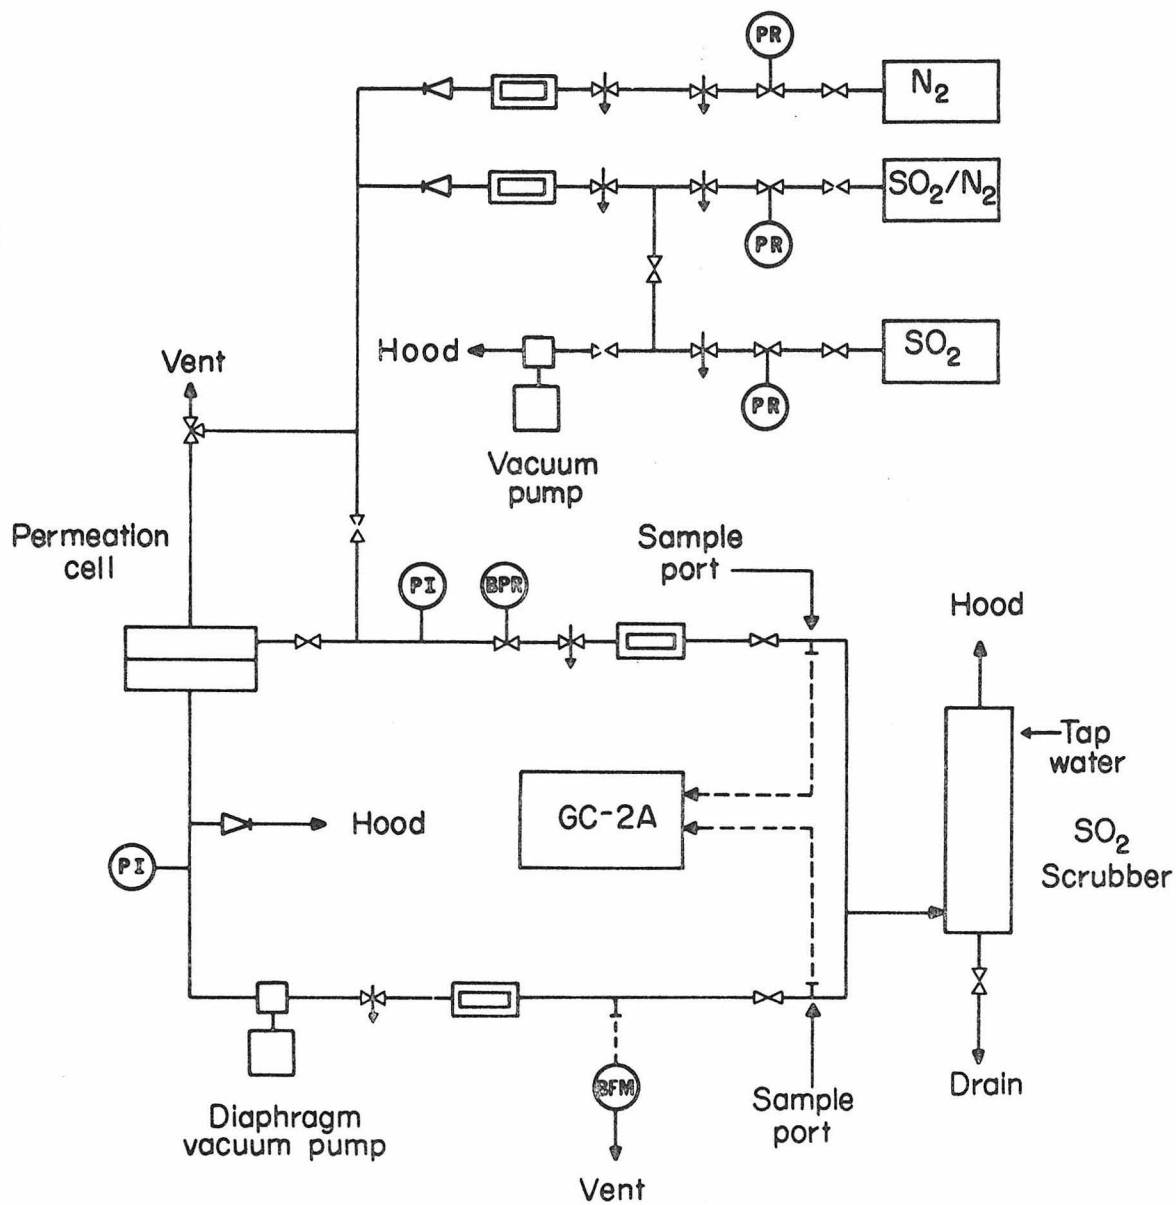 PR
N₂
SO₂/N₂
PR
Hood
SO₂
PR
Vent
Vacuum
pump
Permeation
cell
Sample
port
PI
BPR
Hood
Tap
water
GC-2A
Hood
SO₂
Scrubber
PI
BFM
Drain
Diaphragm
vacuum pump
Sample
port
Vent